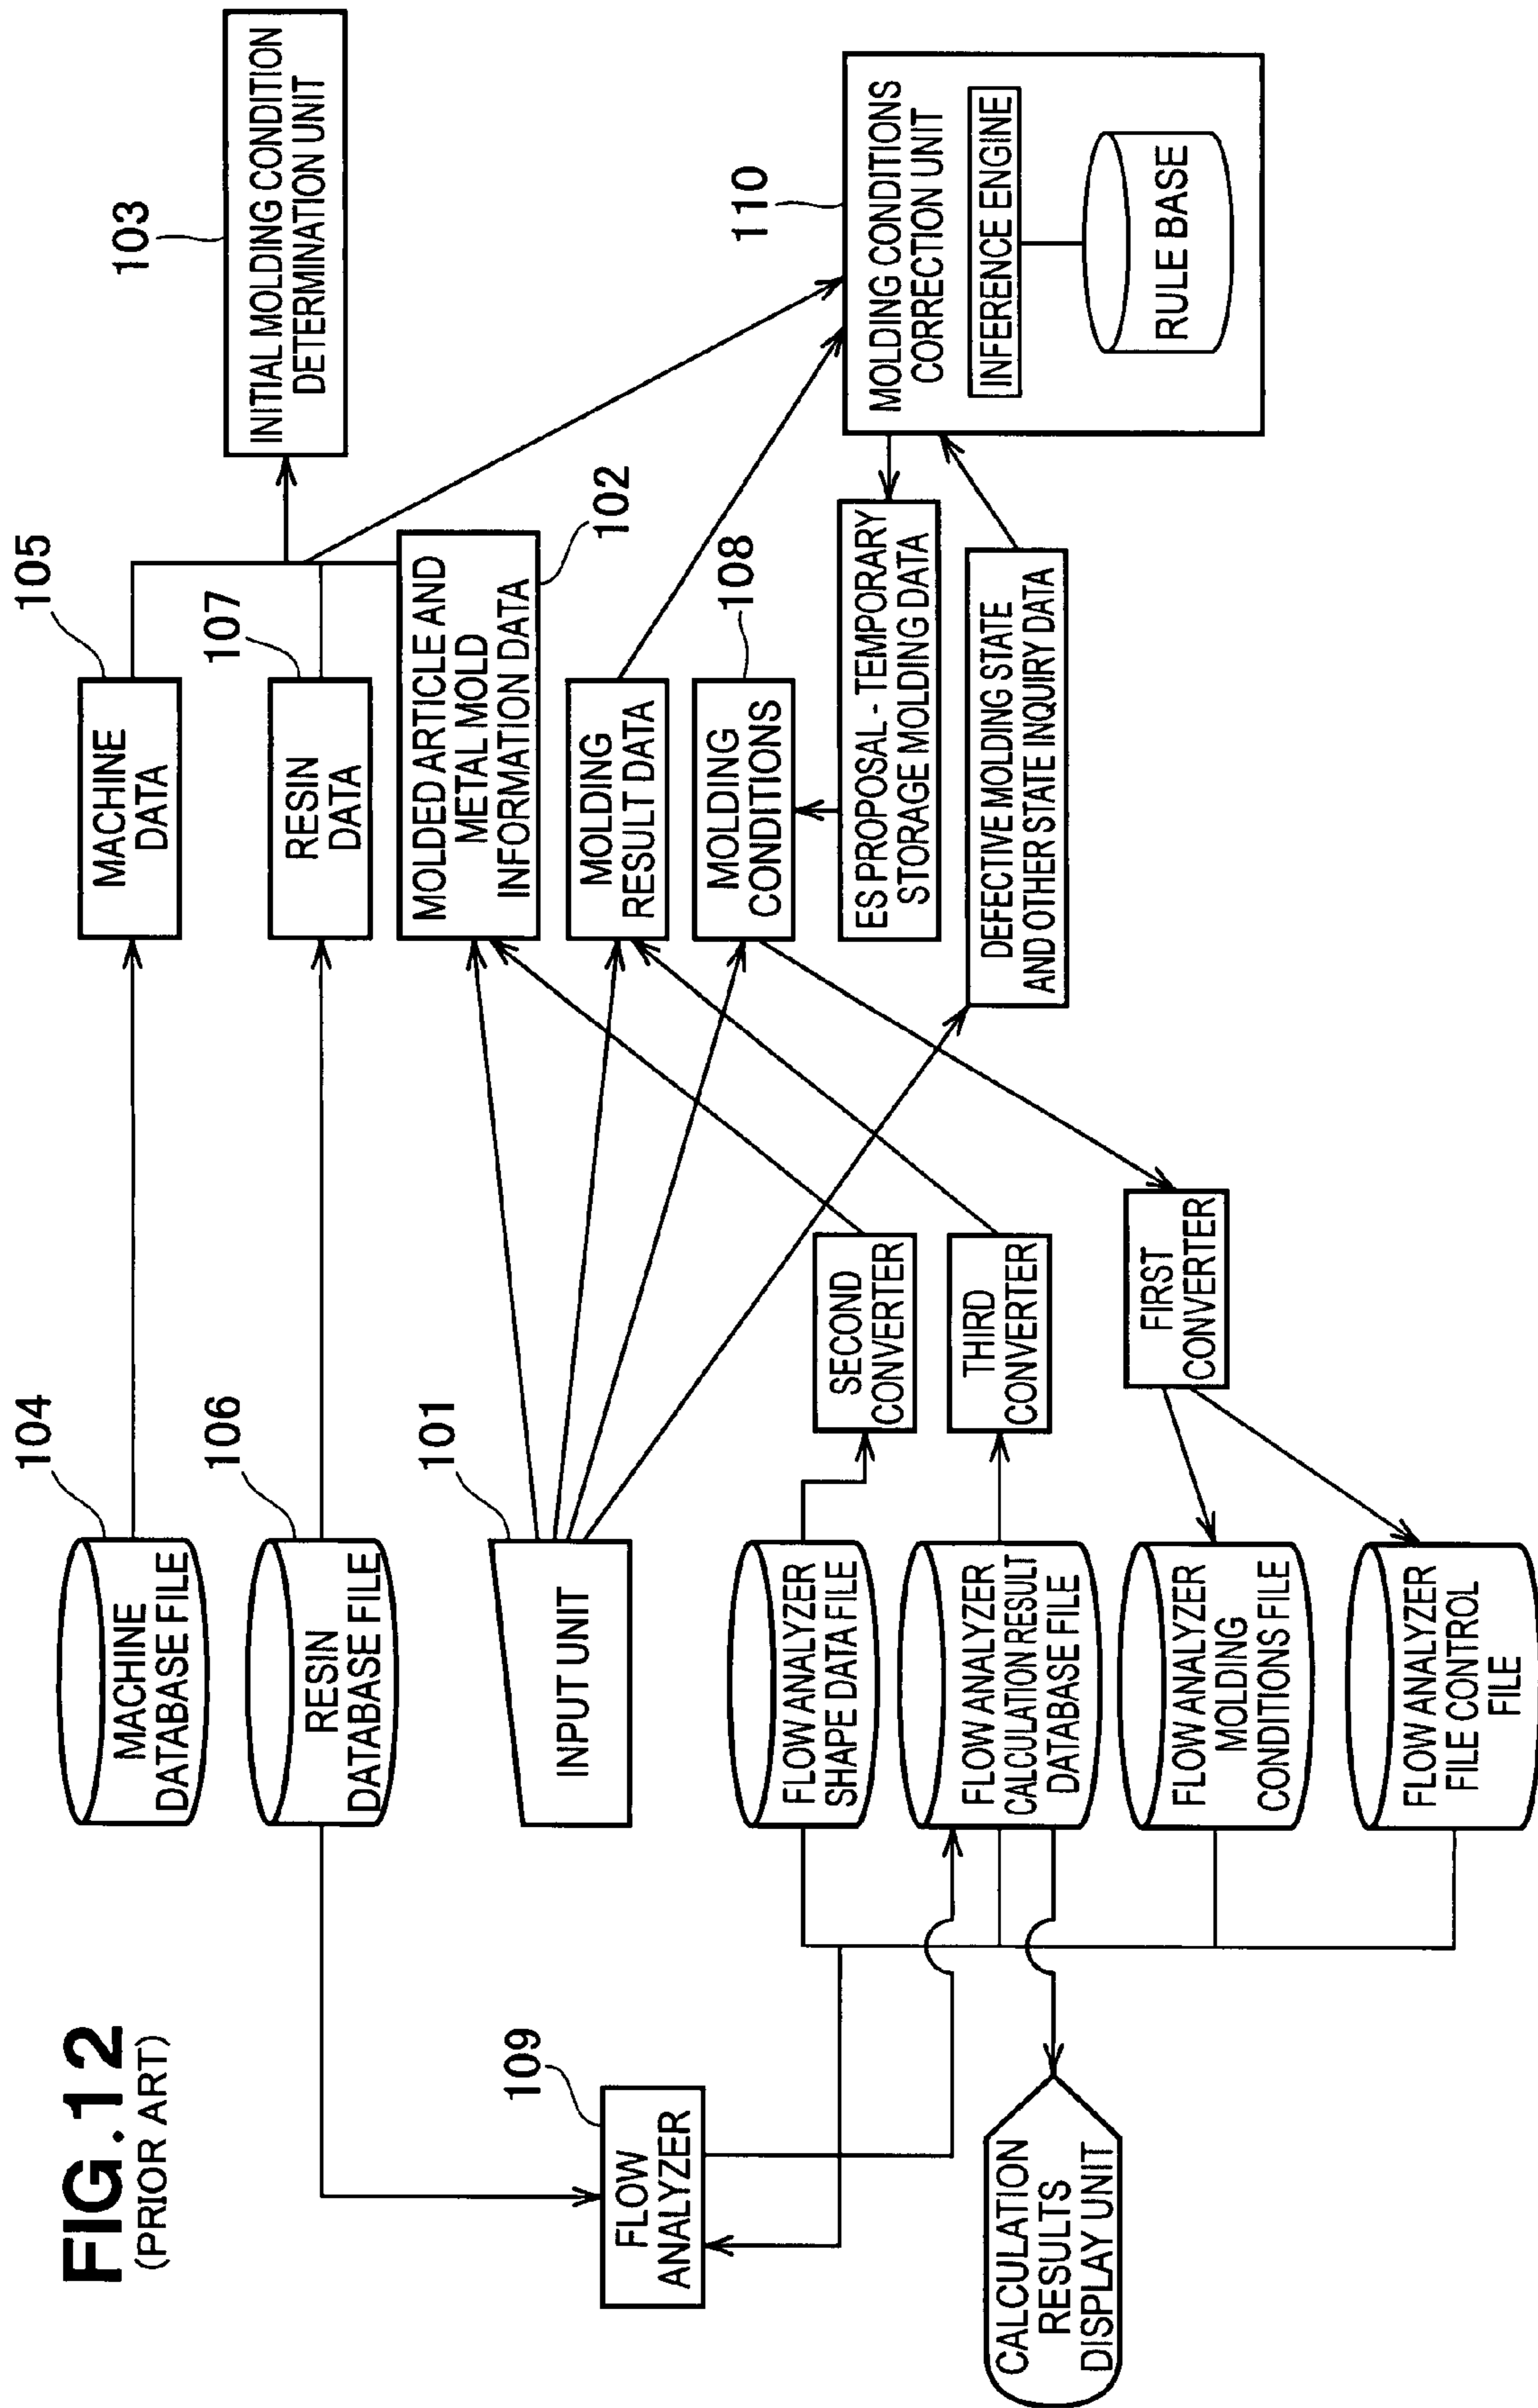 FIG.12
(PRIOR ART)
104
MACHINE
DATABASE FILE
105
MACHINE
DATA
103
INITIAL MOLDING CONDITION
DETERMINATION UNIT
106
RESIN
DATABASE FILE
107
RESIN
DATA
101
INPUT UNIT
102
MOLDED ARTICLE AND
METAL MOLD
INFORMATION DATA
109
FLOW
ANALYZER
MOLDING
RESULT DATA
108
MOLDING
CONDITIONS
110
MOLDING CONDITIONS
CORRECTION UNIT
INFERENCE ENGINE
RULE BASE
ES PROPOSAL - TEMPORARY
STORAGE MOLDING DATA
DEFECTIVE MOLDING STATE
AND OTHER STATE INQUIRY DATA
FLOW ANALYZER
SHAPE DATA FILE
SECOND
CONVERTER
FLOW ANALYZER
CALCULATION RESULT
DATABASE FILE
THIRD
CONVERTER
CALCULATION
RESULTS
DISPLAY UNIT
FLOW ANALYZER
MOLDING
CONDITIONS FILE
FIRST
CONVERTER
FLOW ANALYZER
FILE CONTROL
FILE